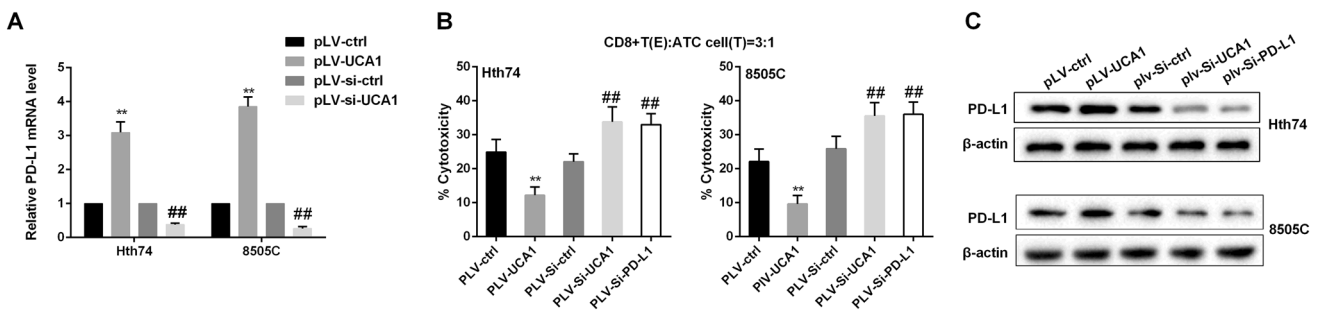 A
pLV-ctrl
pLV-UCA1
pLV-si-ctrl
pLV-si-UCA1
Relative PD-L1 mRNA level
5
4
3
2
1
0
**
##
**
##
Hth74
8505C
B
CD8+T(E):ATC cell(T)=3:1
Hth74
% Cytotoxicity
50
40
30
20
10
0
**
##
##
PLV-ctrl
PLV-UCA1
PLV-Si-ctrl
PLV-Si-UCA1
PLV-Si-PD-L1
8505C
% Cytotoxicity
50
40
30
20
10
0
**
##
##
PLV-ctrl
PlV-UCA1
PLV-Si-ctrl
PLV-Si-UCA1
PLV-Si-PD-L1
C
pLV-ctrl
pLV-UCA1
plv-Si-ctrl
plv-Si-UCA1
plv-Si-PD-L1
PD-L1
β-actin
Hth74
PD-L1
β-actin
8505C